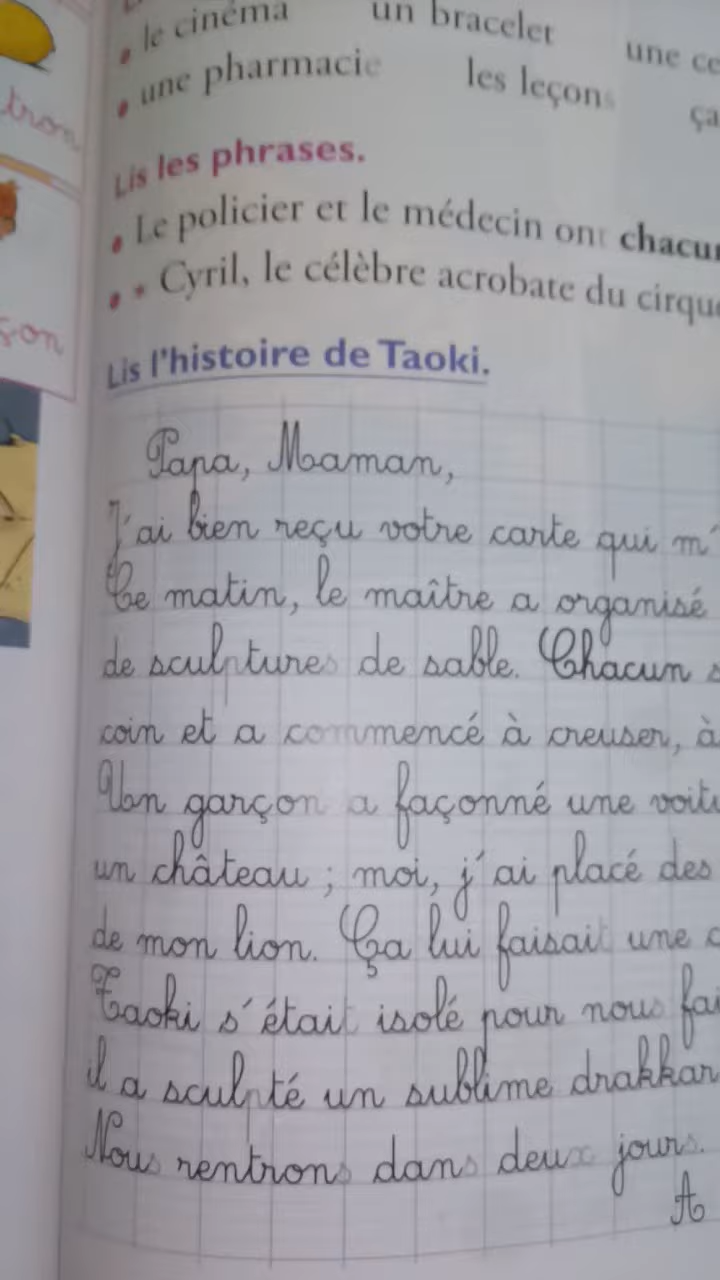 le cinéma un bracelet une ce
une pharmacie les leçons ça
tron
Lis les phrases.
Le policier et le médecin ont chacun
* Cyril, le célèbre acrobate du cirque
son
Lis l'histoire de Taoki.
Papa, Maman,
J'ai bien reçu votre carte qui m'
Ce matin, le maître a organisé
de sculptures de sable. Chacun s
coin et a commencé à creuser, à
Un garçon a façonné une voitu
un château ; moi, j'ai placé des
de mon lion. Ça lui faisait une c
Taoki s'était isolé pour nous fai
il a sculpté un sublime drakkar
Nous rentrons dans deux jours.
A